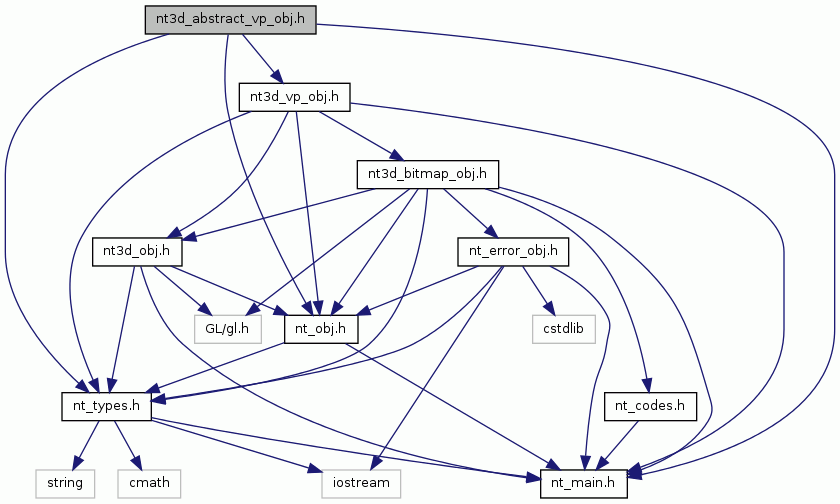 nt3d_abstract_vp_obj.h
nt3d_vp_obj.h
nt3d_bitmap_obj.h
nt3d_obj.h
nt_error_obj.h
GL/gl.h
nt_obj.h
cstdlib
nt_types.h
nt_codes.h
string
cmath
iostream
nt_main.h